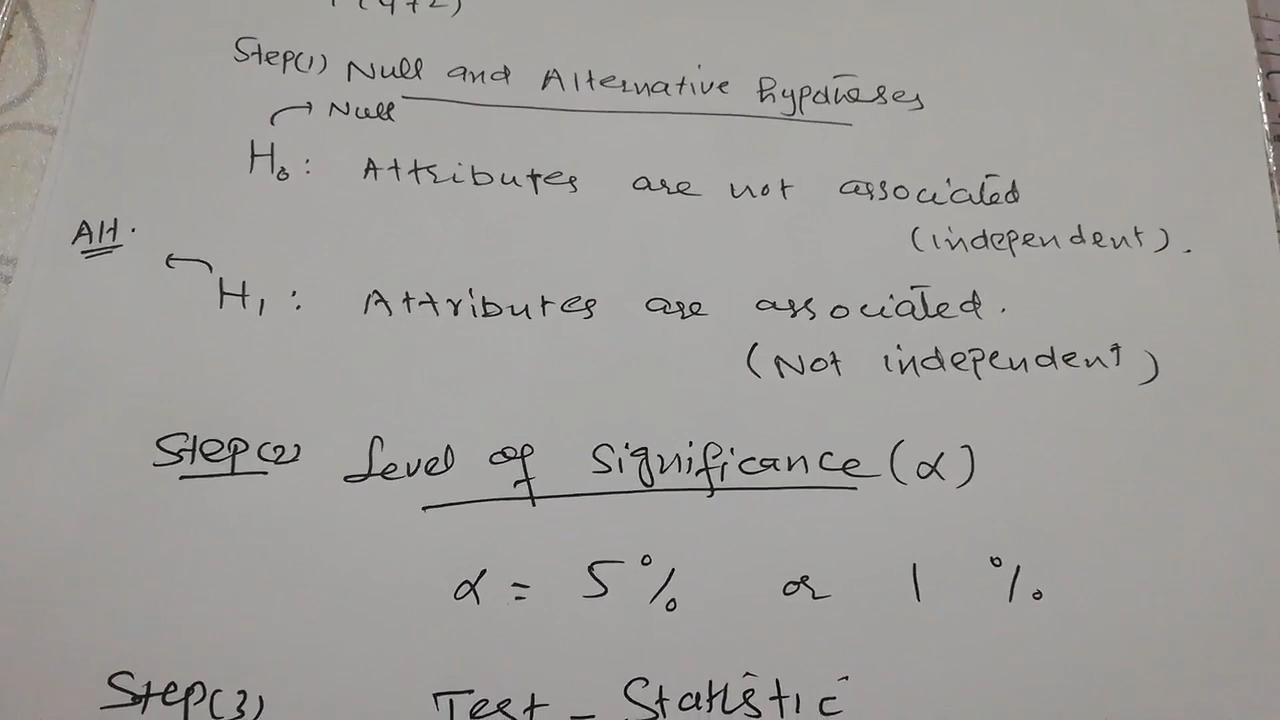 Step(1) Null and Alternative
→ Null
H₀: Attributes are not associated
(independent).
AH.
H₁: Attributes are associated.
(Not independent)
Step(2) Level of Significance (α)
α = 5% or 1%.
Step(3) Test - Statistic